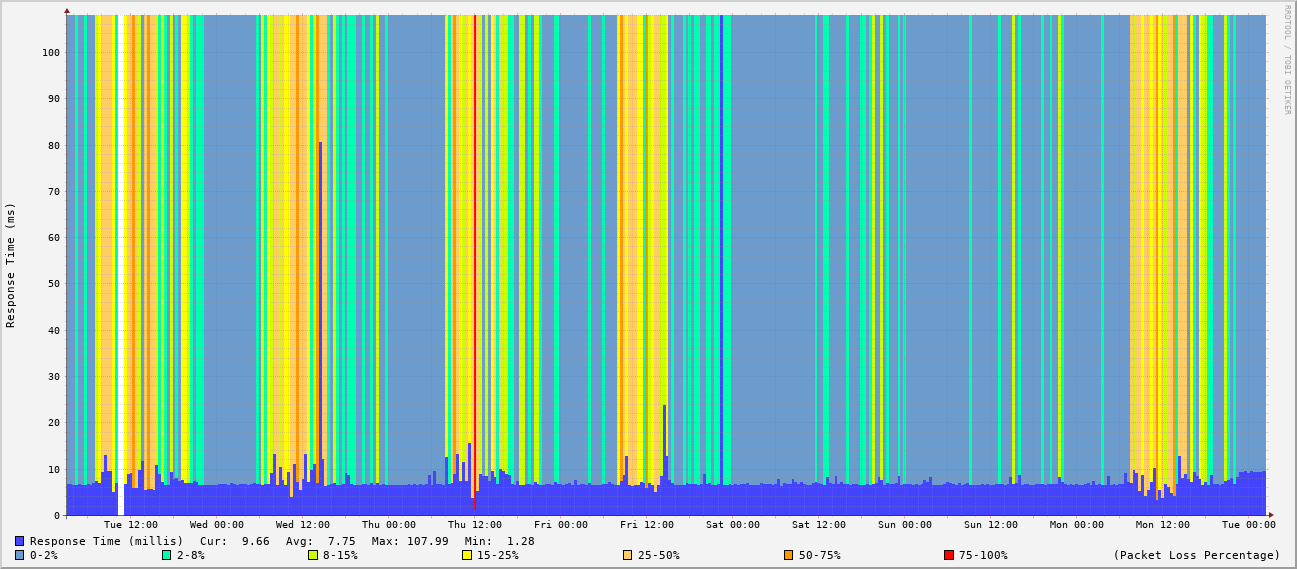 RRDTOOL / TOBI OETIKER
Response Time (ms)
100
90
80
70
60
50
40
30
20
10
0
Tue 12:00 Wed 00:00 Wed 12:00 Thu 00:00 Thu 12:00 Fri 00:00 Fri 12:00 Sat 00:00 Sat 12:00 Sun 00:00 Sun 12:00 Mon 00:00 Mon 12:00 Tue 00:00
Response Time (millis) Cur: 9.66 Avg: 7.75 Max: 107.99 Min: 1.28
0-2% 2-8% 8-15% 15-25% 25-50% 50-75% 75-100% (Packet Loss Percentage)